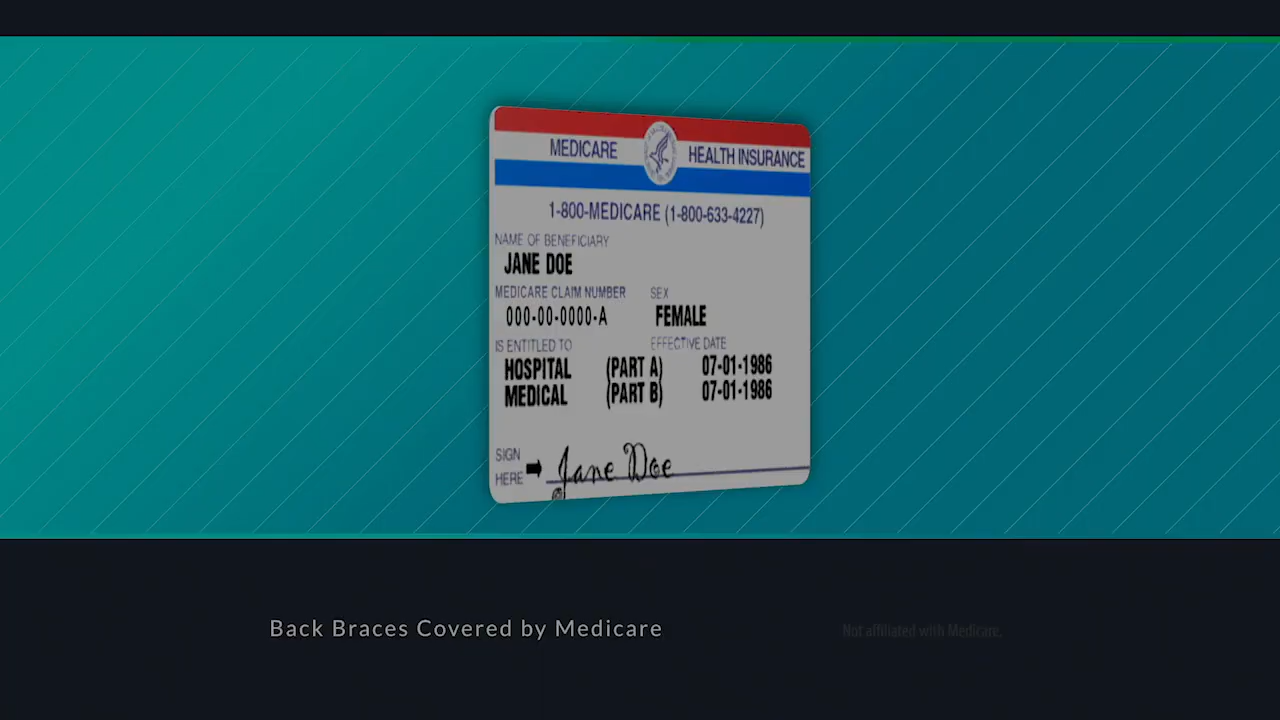 MEDICARE HEALTH INSURANCE
1-800-MEDICARE (1-800-633-4227)
NAME OF BENEFICIARY
JANE DOE
MEDICARE CLAIM NUMBER SEX
000-00-0000-A FEMALE
IS ENTITLED TO EFFECTIVE DATE
HOSPITAL (PART A) 07-01-1986
MEDICAL (PART B) 07-01-1986
SIGN
HERE Jane Doe
Back Braces Covered by Medicare
Not affiliated with Medicare.